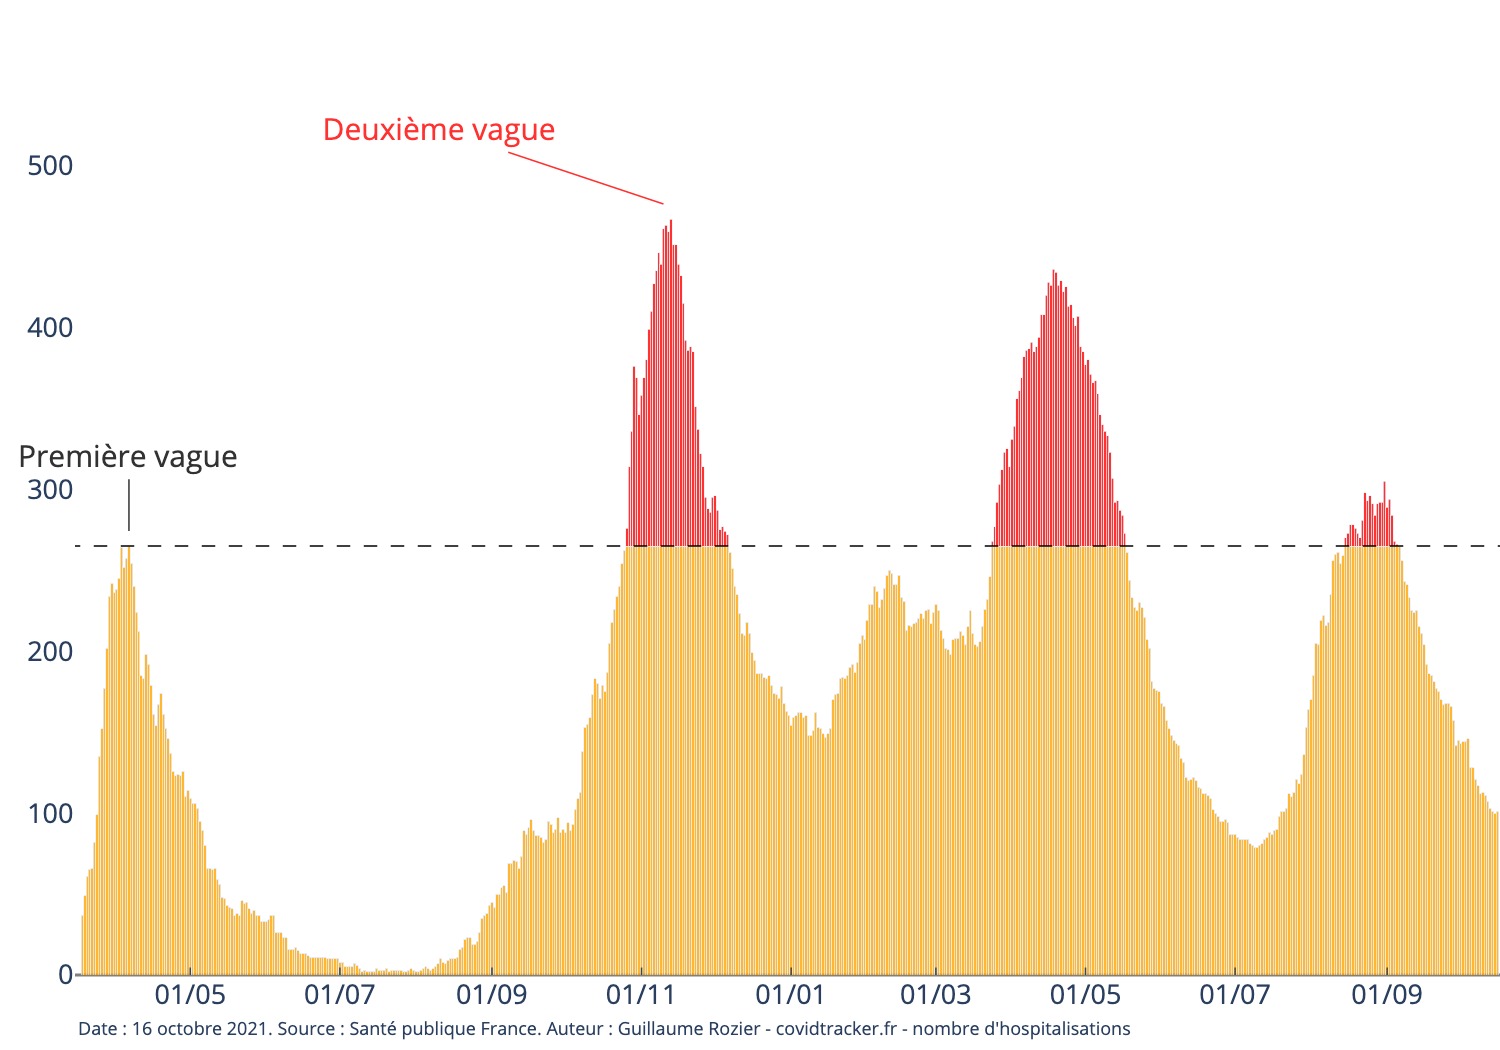 Deuxième vague
500
400
Première vague
300
200
100
0
01/05 01/07 01/09 01/11 01/01 01/03 01/05 01/07 01/09
Date : 16 octobre 2021. Source : Santé publique France. Auteur : Guillaume Rozier - covidtracker.fr - nombre d'hospitalisations